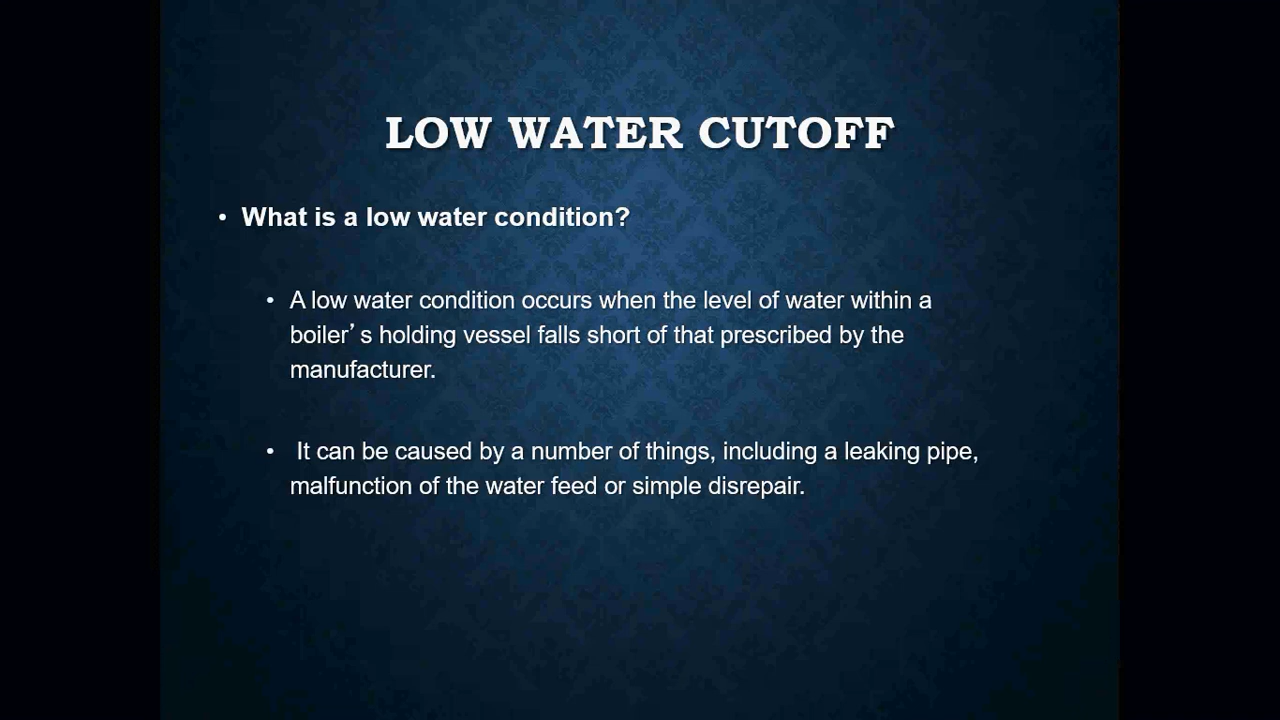 LOW WATER CUTOFF
• What is a low water condition?
• A low water condition occurs when the level of water within a
boiler’ s holding vessel falls short of that prescribed by the
manufacturer.
• It can be caused by a number of things, including a leaking pipe,
malfunction of the water feed or simple disrepair.